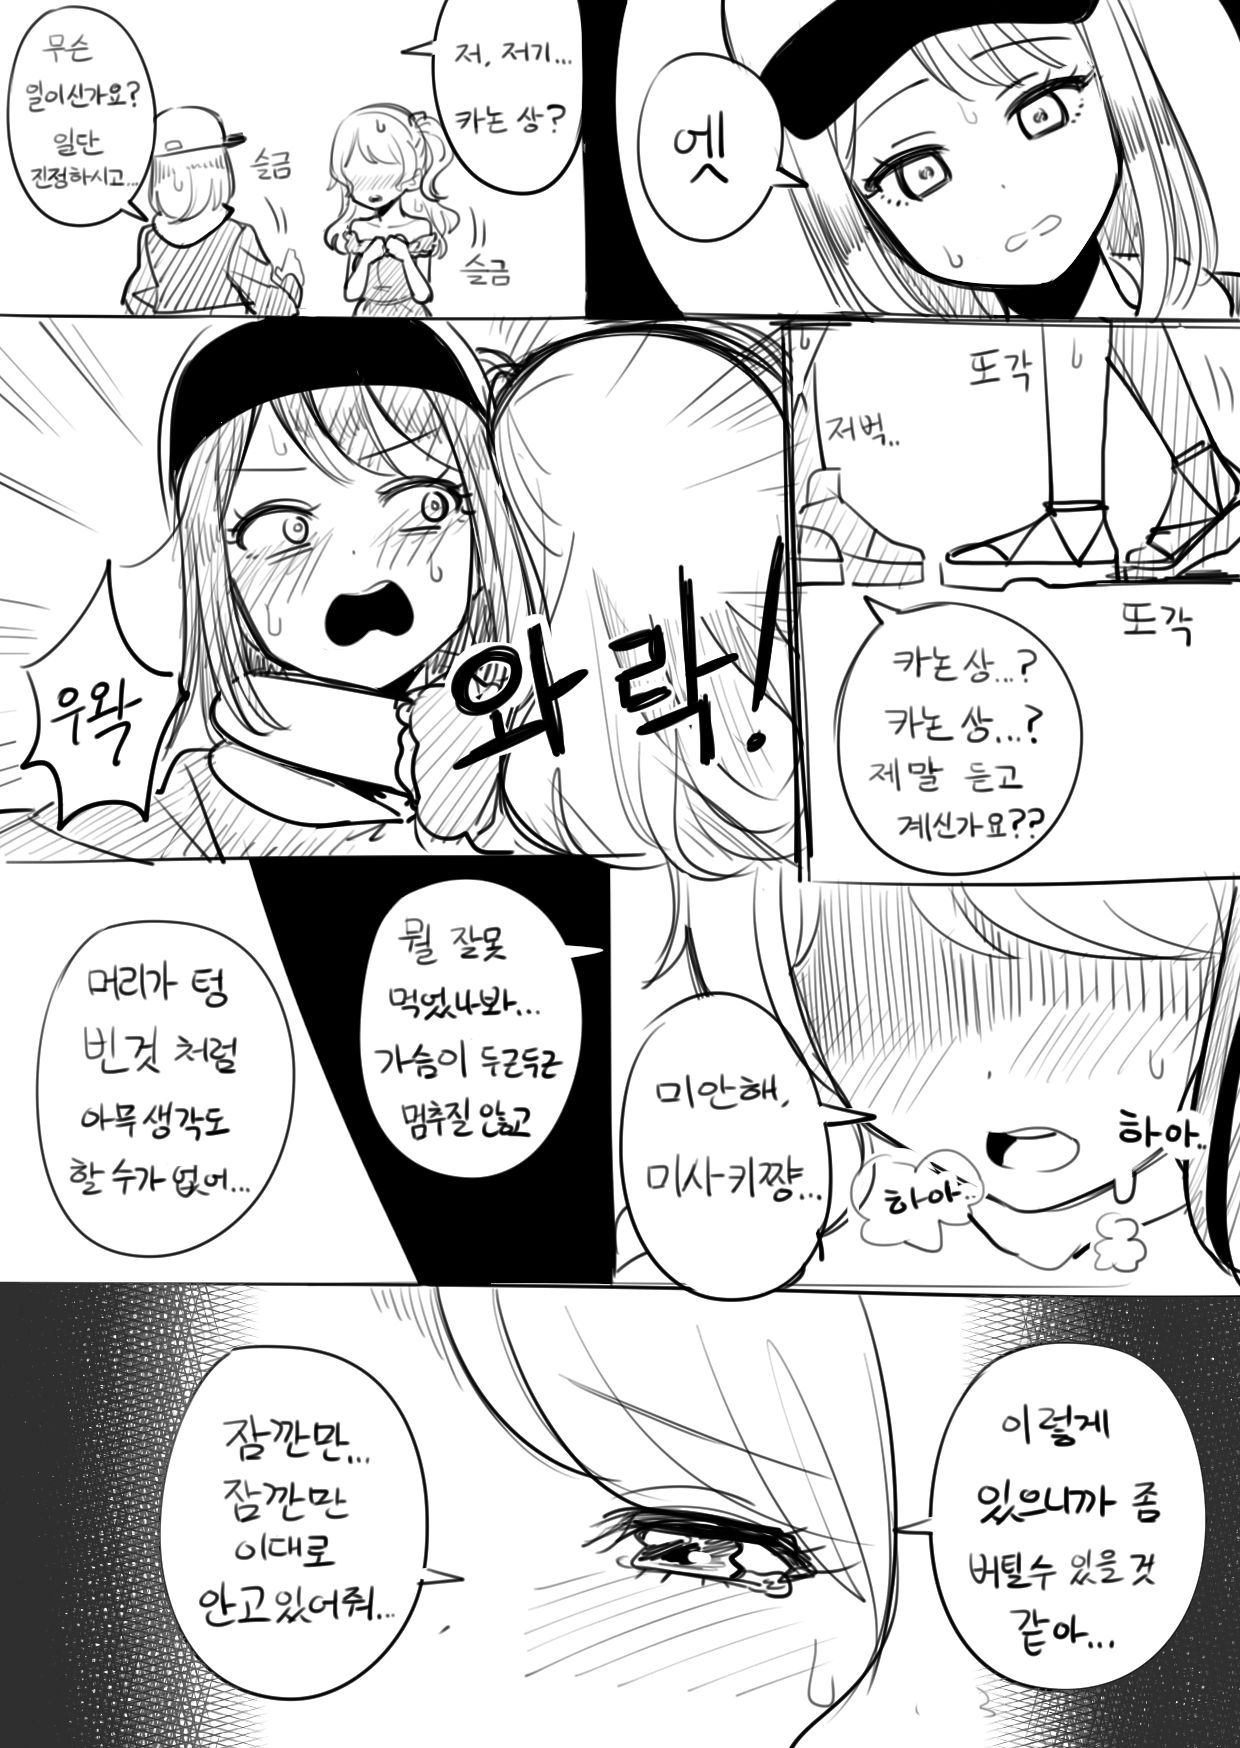 무슨
일이신가요?
일단
진정하시고...
슬금
슬금
저, 저기...
카논 상?
엣
우왁
와락!
또각
저벅..
또각
카논 상...?
카논 상...?
제 말 듣고
계신가요??
머리가 텅
빈것 처럼
아무 생각도
할 수가 없어...
뭘 잘못
먹었나봐...
가슴이 두근두근
멈추질 않고
미안해,
미사키쨩...
하아..
하아..
잠깐만...
잠깐만
이대로
안고있어줘...
이렇게
있으니까 좀
버틸수 있을것
같아...